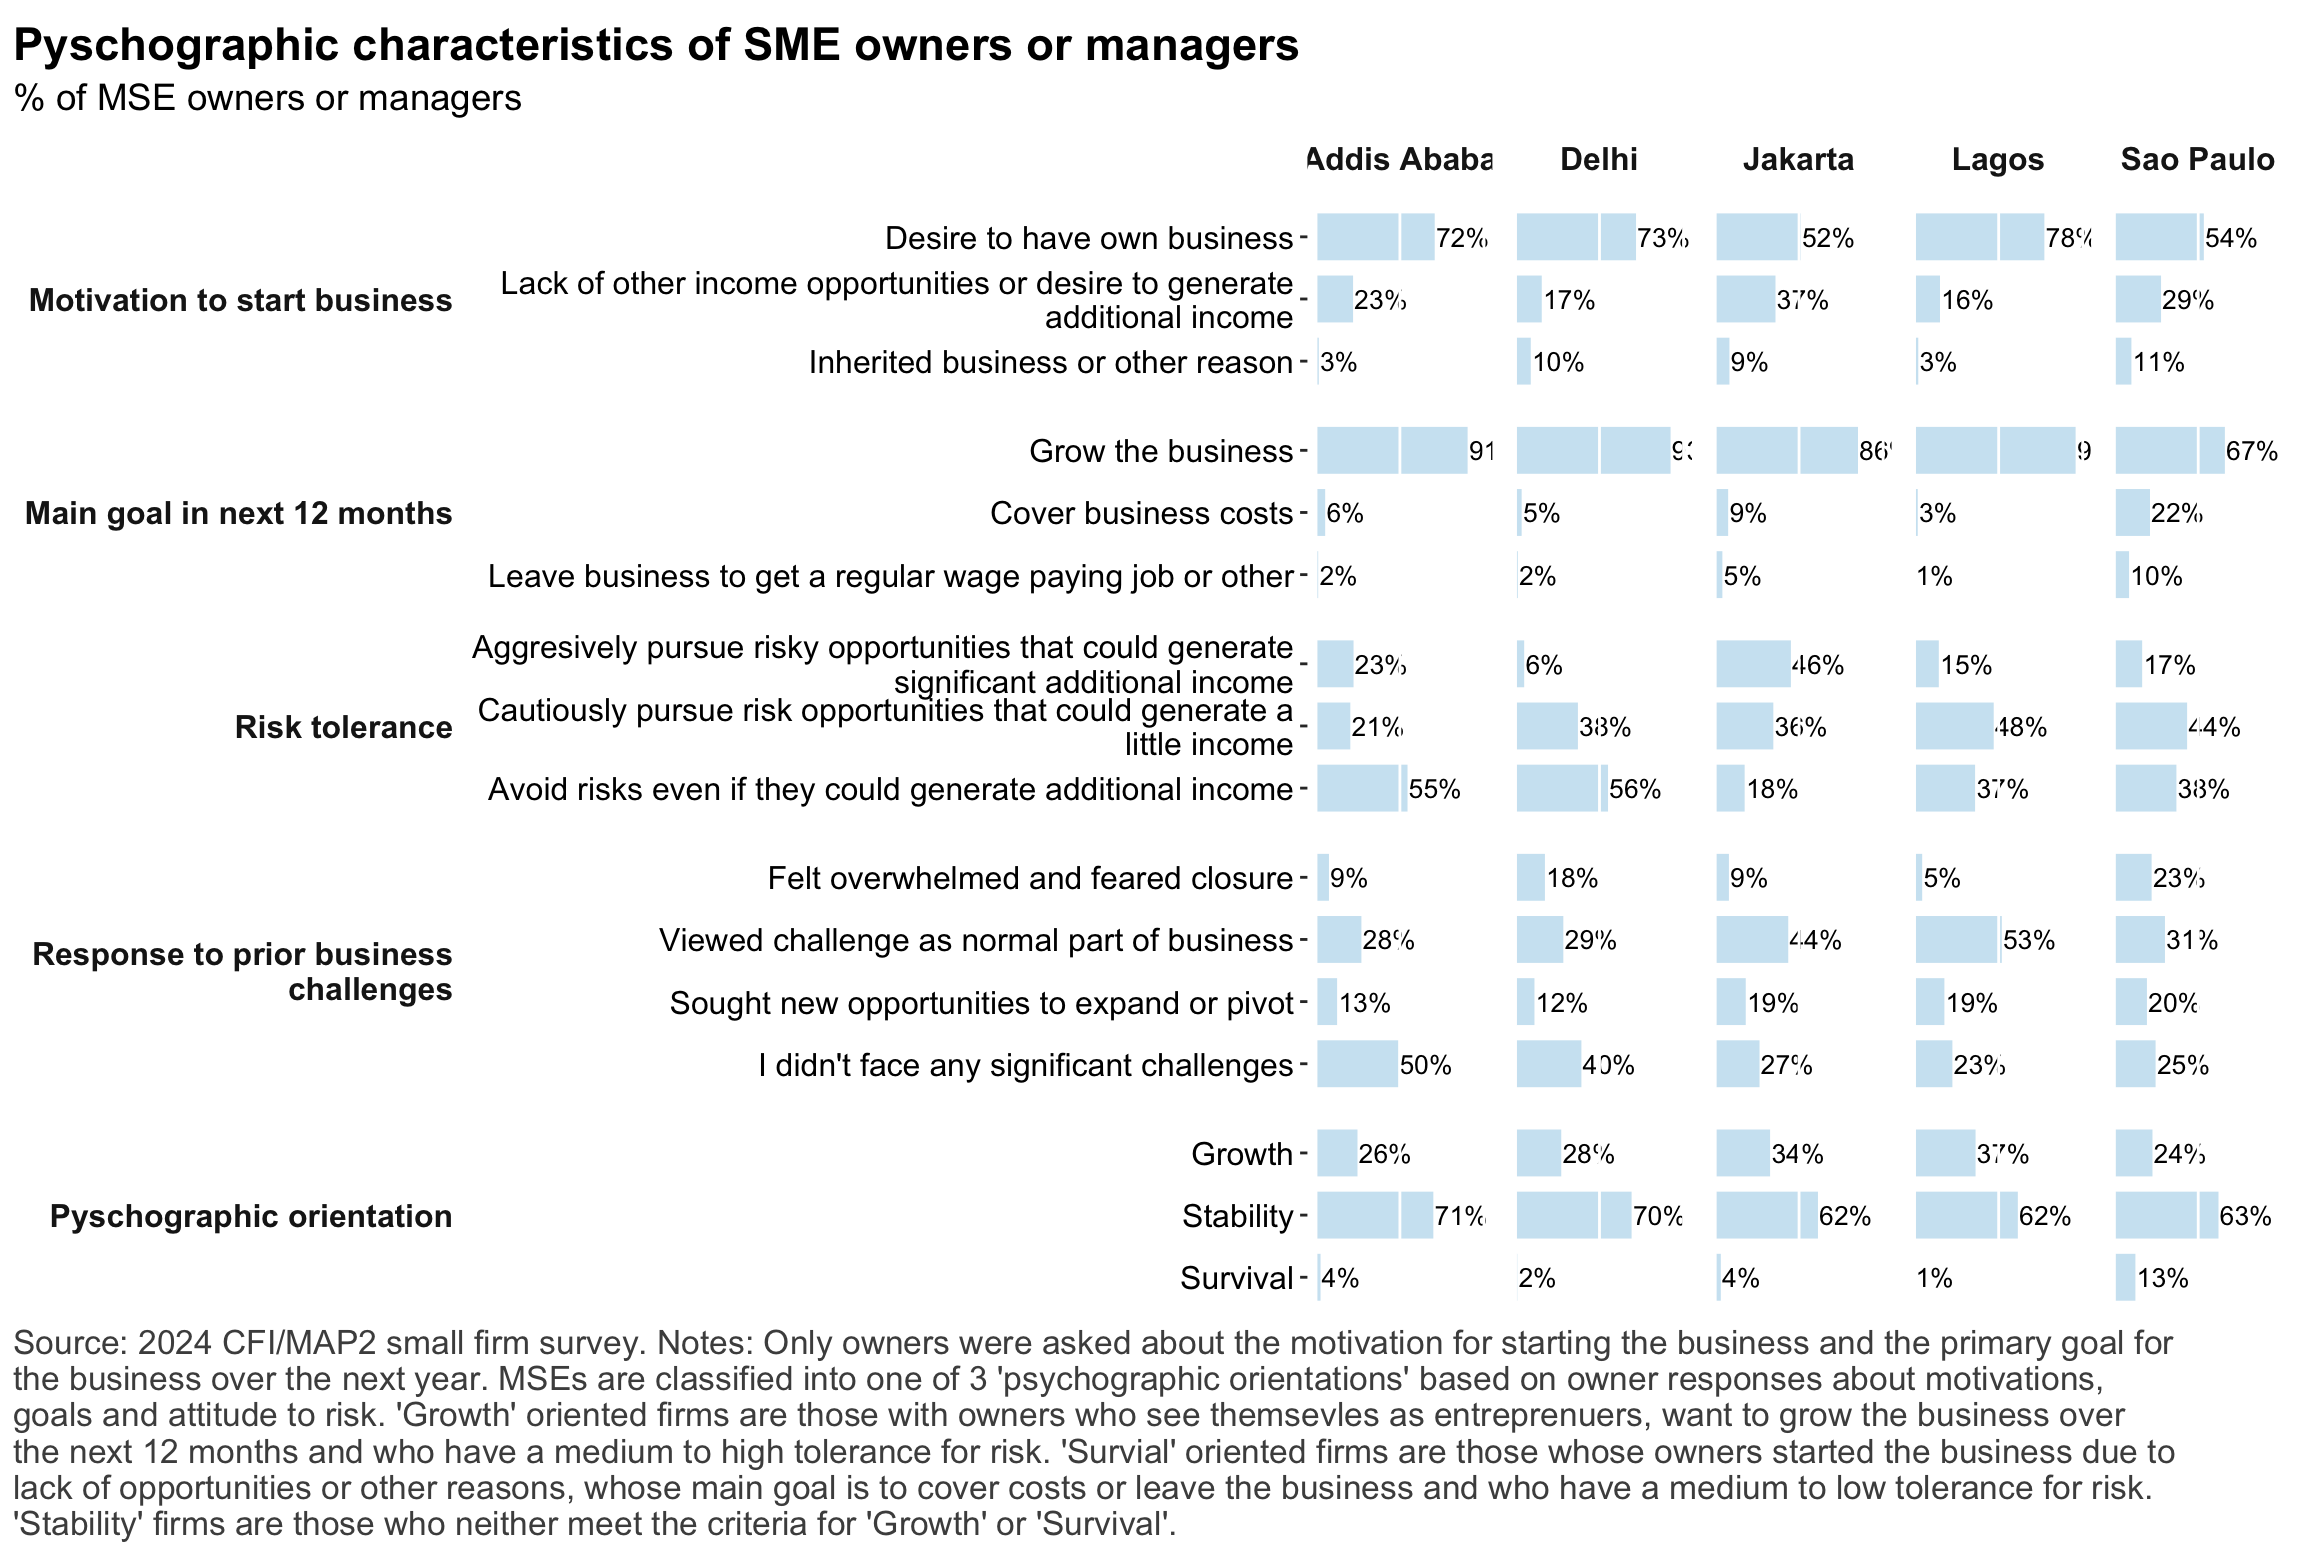 Pyschographic characteristics of SME owners or managers
% of MSE owners or managers
Addis Ababa Delhi Jakarta Lagos Sao Paulo
Motivation to start business
Desire to have own business 72% 73% 52% 78% 54%
Lack of other income opportunities or desire to generate
additional income 23% 17% 37% 16% 29%
Inherited business or other reason 3% 10% 9% 3% 11%
Main goal in next 12 months
Grow the business 91 93 86 9 67%
Cover business costs 6% 5% 9% 3% 22%
Leave business to get a regular wage paying job or other 2% 2% 5% 1% 10%
Risk tolerance
Aggresively pursue risky opportunities that could generate
significant additional income 23% 6% 46% 15% 17%
Cautiously pursue risk opportunities that could generate a
little income 21% 38% 36% 48% 44%
Avoid risks even if they could generate additional income 55% 56% 18% 37% 38%
Response to prior business
challenges
Felt overwhelmed and feared closure 9% 18% 9% 5% 23%
Viewed challenge as normal part of business 28% 29% 44% 53% 31%
Sought new opportunities to expand or pivot 13% 12% 19% 19% 20%
I didn't face any significant challenges 50% 40% 27% 23% 25%
Pyschographic orientation
Growth 26% 28% 34% 37% 24%
Stability 71% 70% 62% 62% 63%
Survival 4% 2% 4% 1% 13%
Source: 2024 CFI/MAP2 small firm survey. Notes: Only owners were asked about the motivation for starting the business and the primary goal for
the business over the next year. MSEs are classified into one of 3 'psychographic orientations' based on owner responses about motivations,
goals and attitude to risk. 'Growth' oriented firms are those with owners who see themsevles as entreprenuers, want to grow the business over
the next 12 months and who have a medium to high tolerance for risk. 'Survial' oriented firms are those whose owners started the business due to
lack of opportunities or other reasons, whose main goal is to cover costs or leave the business and who have a medium to low tolerance for risk.
'Stability' firms are those who neither meet the criteria for 'Growth' or 'Survival'.